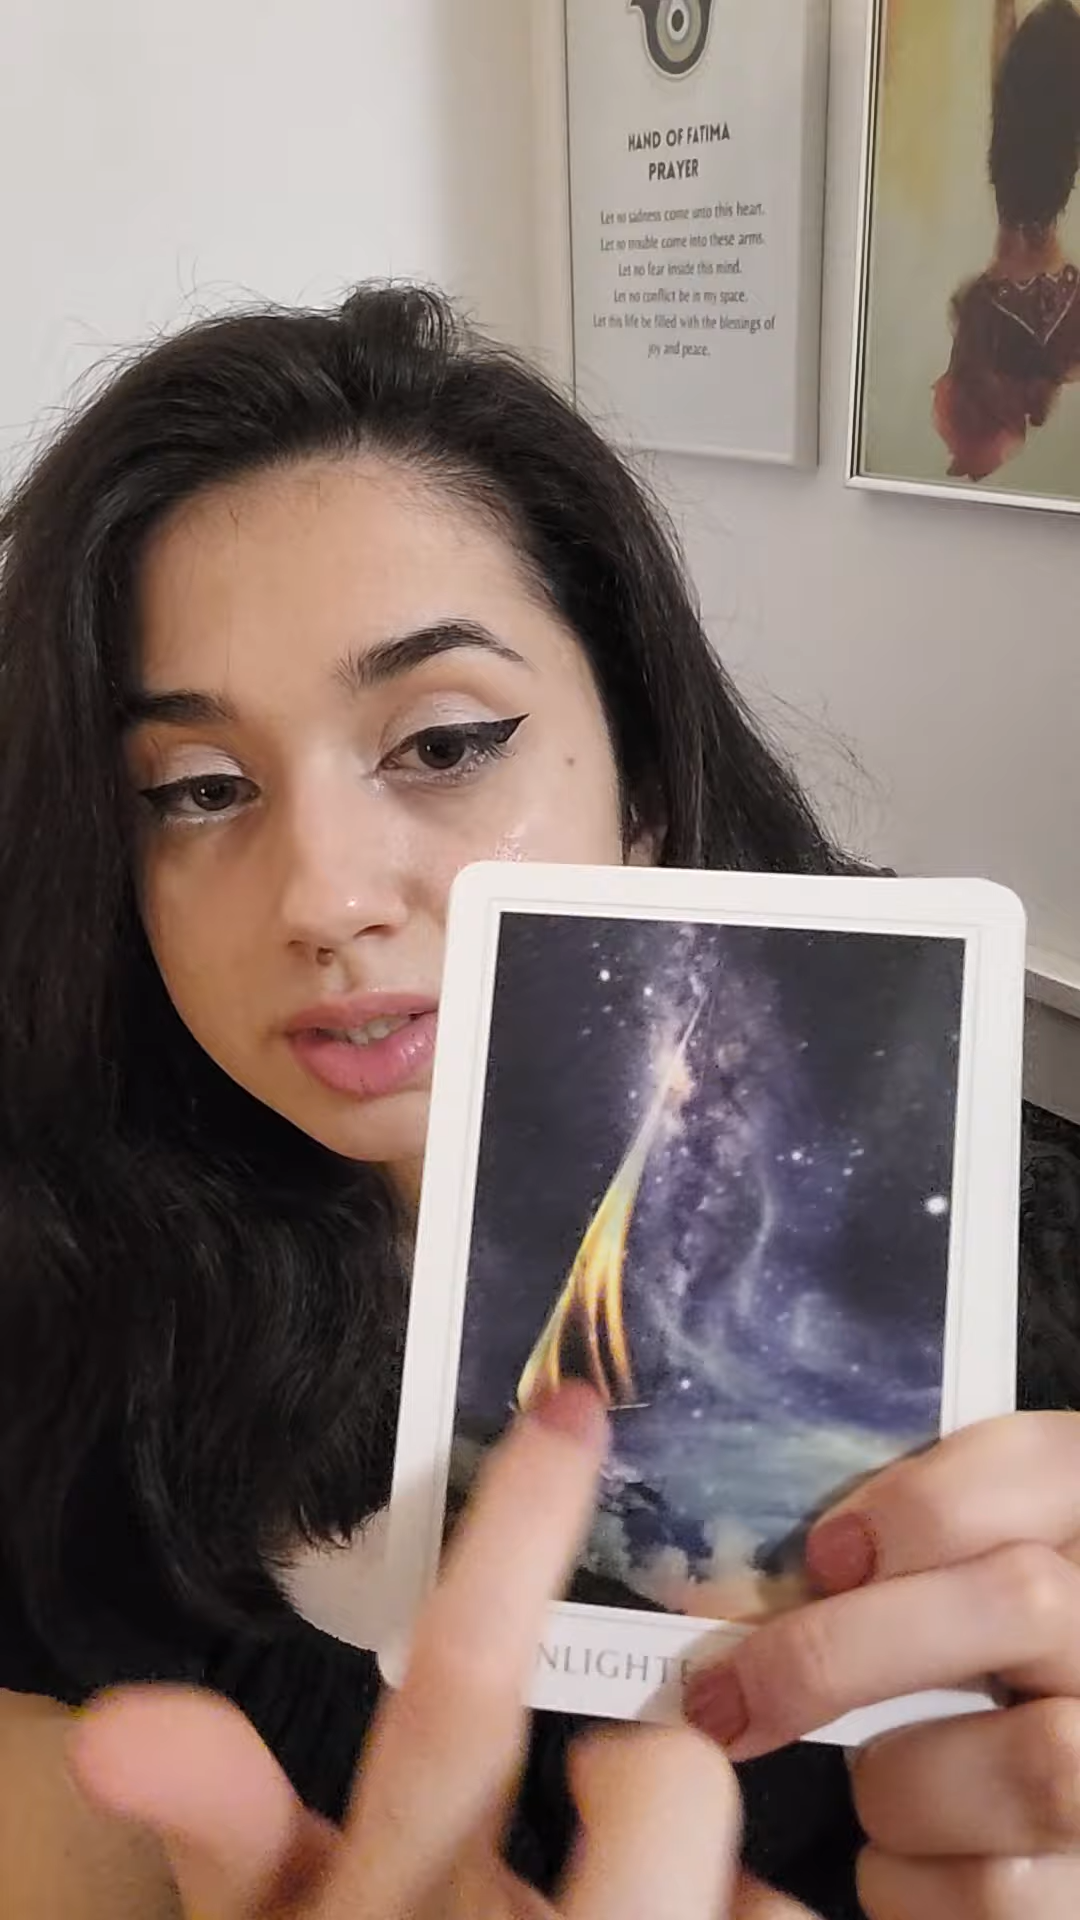 HAND OF FATIMA
PRAYER
Let no sadness come unto this heart.
Let no trouble come into these arms.
Let no fear inside this mind.
Let no conflict be in my space.
Let this life be filled with the blessings of
joy and peace.
NLIGHTE